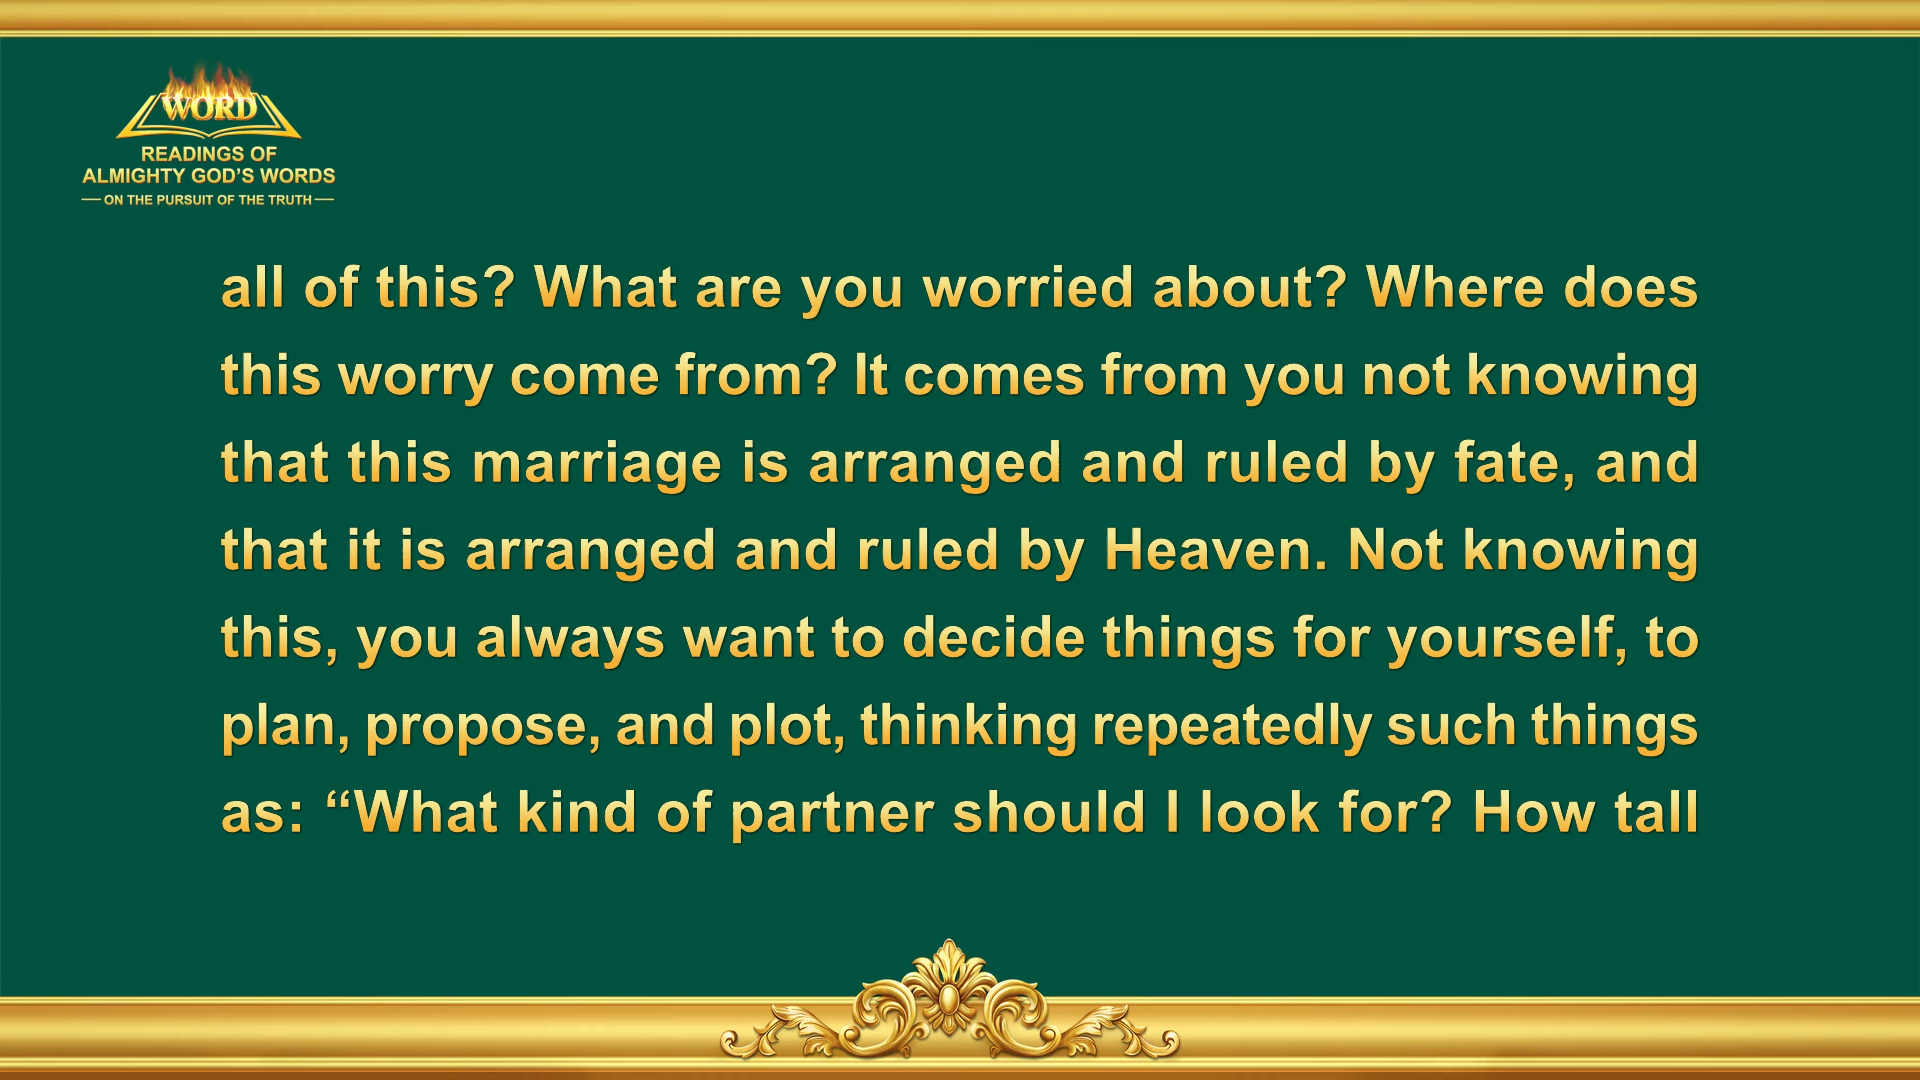 WORD
READINGS OF
ALMIGHTY GOD’S WORDS
— ON THE PURSUIT OF THE TRUTH —
all of this? What are you worried about? Where does
this worry come from? It comes from you not knowing
that this marriage is arranged and ruled by fate, and
that it is arranged and ruled by Heaven. Not knowing
this, you always want to decide things for yourself, to
plan, propose, and plot, thinking repeatedly such things
as: “What kind of partner should I look for? How tall